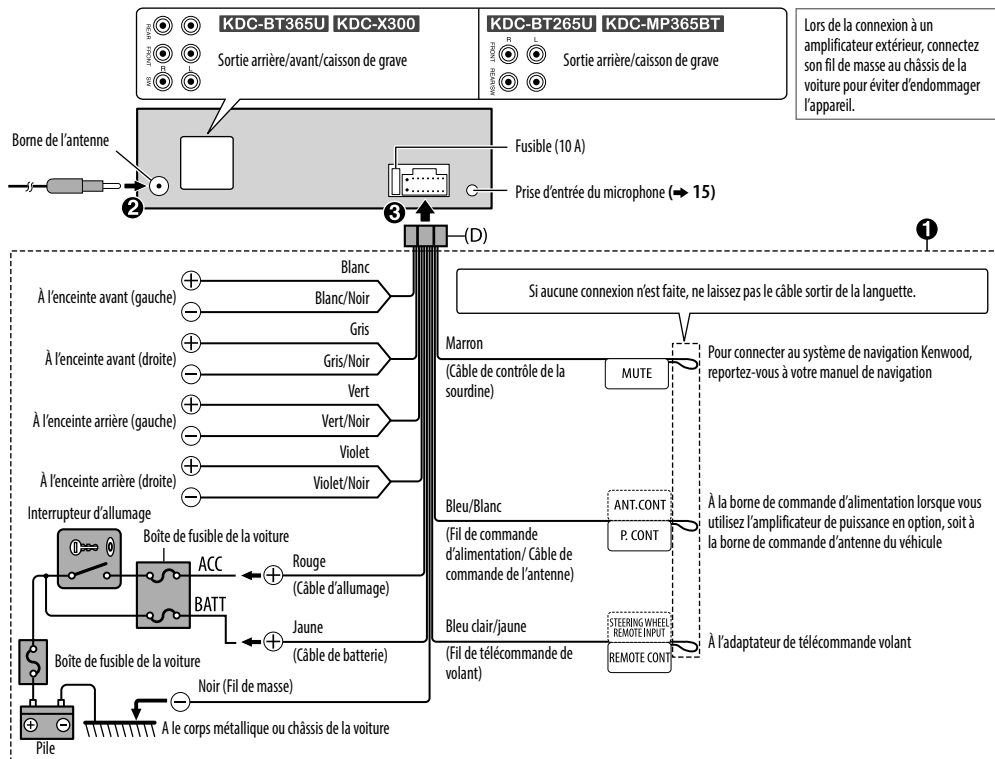 KDC-BT365U KDC-X300
REAR
FRONT
R L
SW
Sortie arrière/avant/caisson de grave
KDC-BT265U KDC-MP365BT
R L
FRONT
REAR/SW
Sortie arrière/caisson de grave
Lors de la connexion à un
amplificateur extérieur, connectez
son fil de masse au châssis de la
voiture pour éviter d'endommager
l'appareil.
Borne de l'antenne
Fusible (10 A)
Prise d'entrée du microphone (➜ 15)
❷
❸
(D)
❶
Blanc
À l'enceinte avant (gauche)
Blanc/Noir
Gris
À l'enceinte avant (droite)
Gris/Noir
Vert
À l'enceinte arrière (gauche)
Vert/Noir
Violet
À l'enceinte arrière (droite)
Violet/Noir
Si aucune connexion n'est faite, ne laissez pas le câble sortir de la languette.
Marron
(Câble de contrôle de la
sourdine)
MUTE
Pour connecter au système de navigation Kenwood,
reportez-vous à votre manuel de navigation
Bleu/Blanc
(Fil de commande
d'alimentation/ Câble de
commande de l'antenne)
ANT.CONT
P. CONT
À la borne de commande d'alimentation lorsque vous
utilisez l'amplificateur de puissance en option, soit à
la borne de commande d'antenne du véhicule
Interrupteur d'allumage
Boîte de fusible de la voiture
ACC
Rouge
(Câble d'allumage)
BATT
Jaune
(Câble de batterie)
Bleu clair/jaune
(Fil de télécommande de
volant)
STEERING WHEEL
REMOTE INPUT
REMOTE CONT
À l'adaptateur de télécommande volant
Boîte de fusible de la voiture
Noir (Fil de masse)
A le corps métallique ou châssis de la voiture
Pile